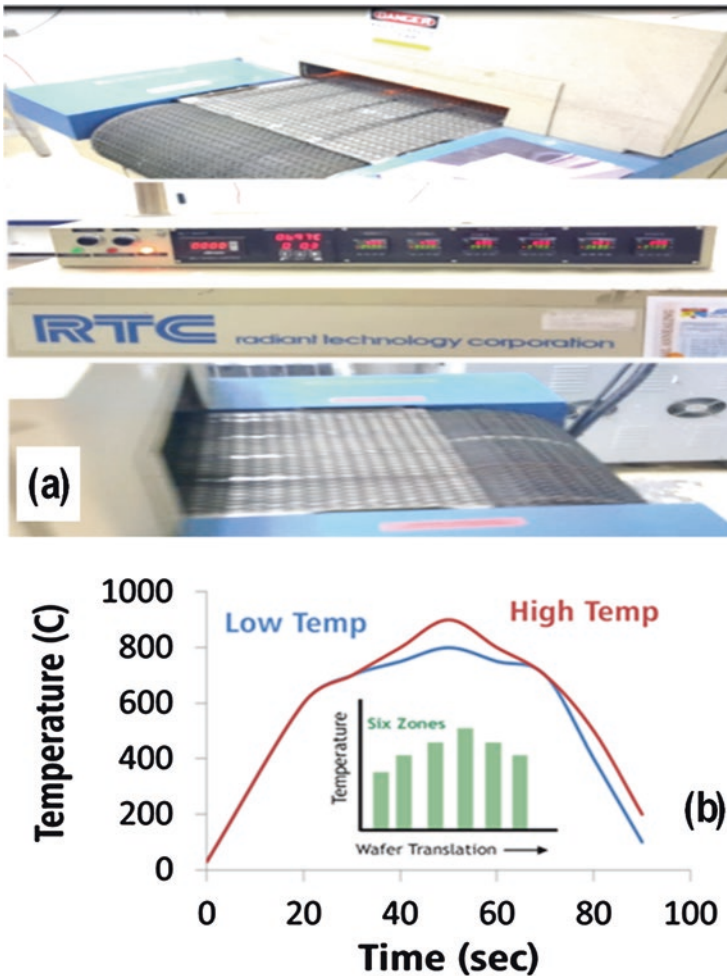 DANGER
RTC radiant technology corporation
(a)
Temperature (C)
1000
800
600
400
200
0
Low Temp
High Temp
Temperature
Six Zones
Wafer Translation
(b)
0 20 40 60 80 100
Time (sec)